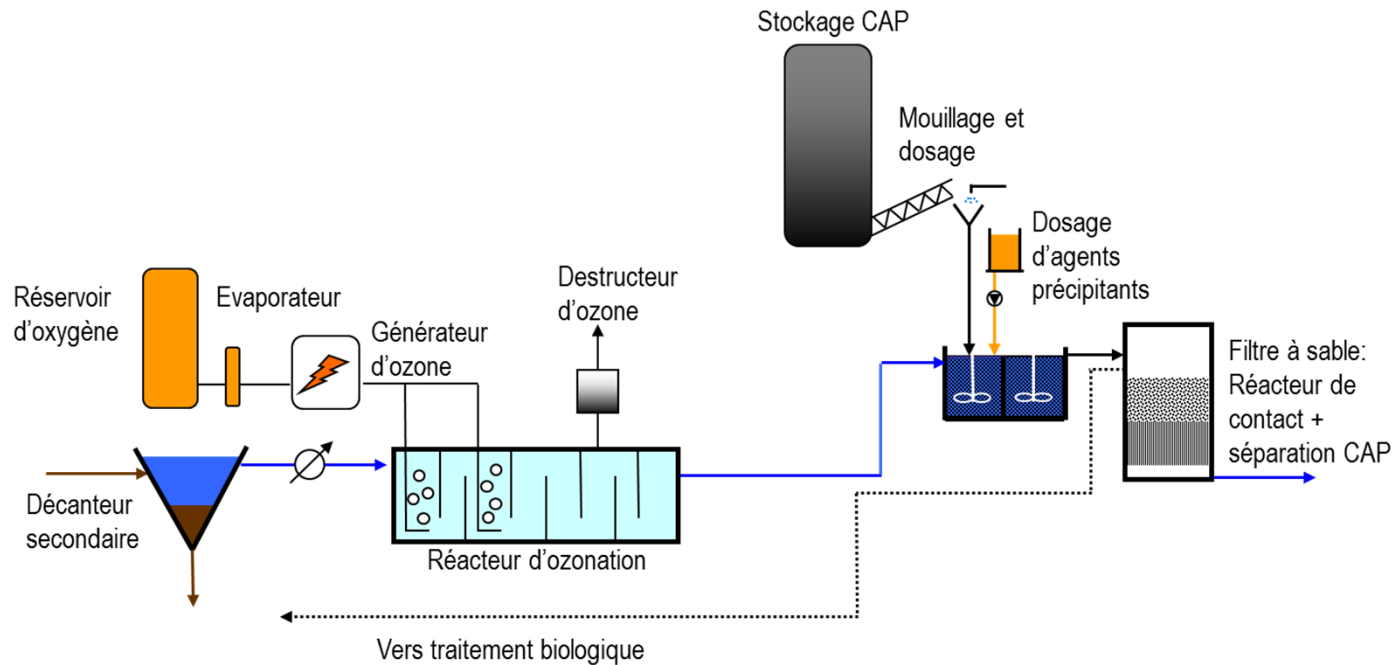 Stockage CAP
Mouillage et
dosage
Dosage
d’agents
précipitants
Destructeur
d’ozone
Réservoir
d’oxygène
Evaporateur
Générateur
d’ozone
Filtre à sable:
Réacteur de
contact +
séparation CAP
Décanteur
secondaire
Réacteur d’ozonation
Vers traitement biologique